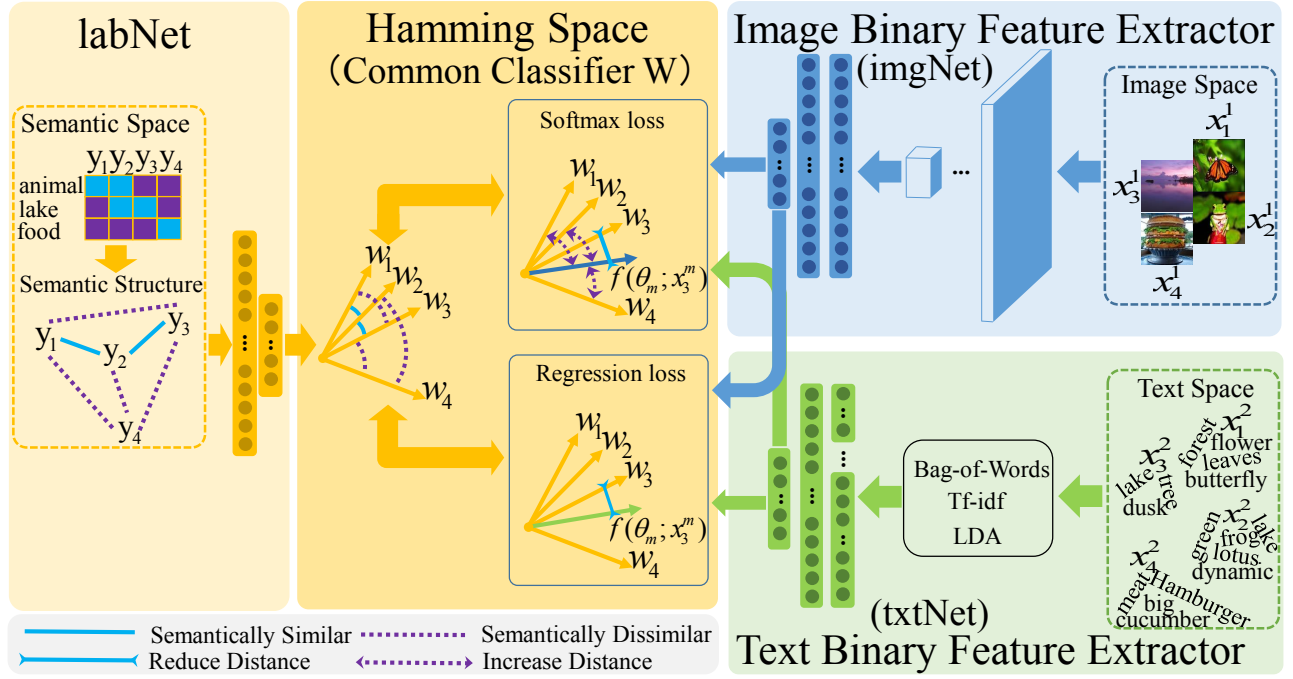 labNet
Semantic Space
y₁ y₂ y₃ y₄
animal
lake
food
Semantic Structure
y₁
y₂
y₃
y₄
Hamming Space
(Common Classifier W)
w₁
w₂
w₃
w₄
Softmax loss
w₁
w₂
w₃
f(θₘ; x₃ᵐ)
w₄
Regression loss
w₁
w₂
w₃
f(θₘ; x₃ᵐ)
w₄
Image Binary Feature Extractor
(imgNet)
...
Image Space
x₁¹
x₃¹
x₂¹
x₄¹
Bag-of-Words
Tf-idf
LDA
Text Space
x₁²
forest
flower
leaves
butterfly
x₃²
lake
tree
dusk
x₂²
green
lake
frog
lotus
dynamic
x₄²
meat
Hamburger
big
cucumber
(txtNet)
Text Binary Feature Extractor
Semantically Similar
Semantically Dissimilar
Reduce Distance
Increase Distance